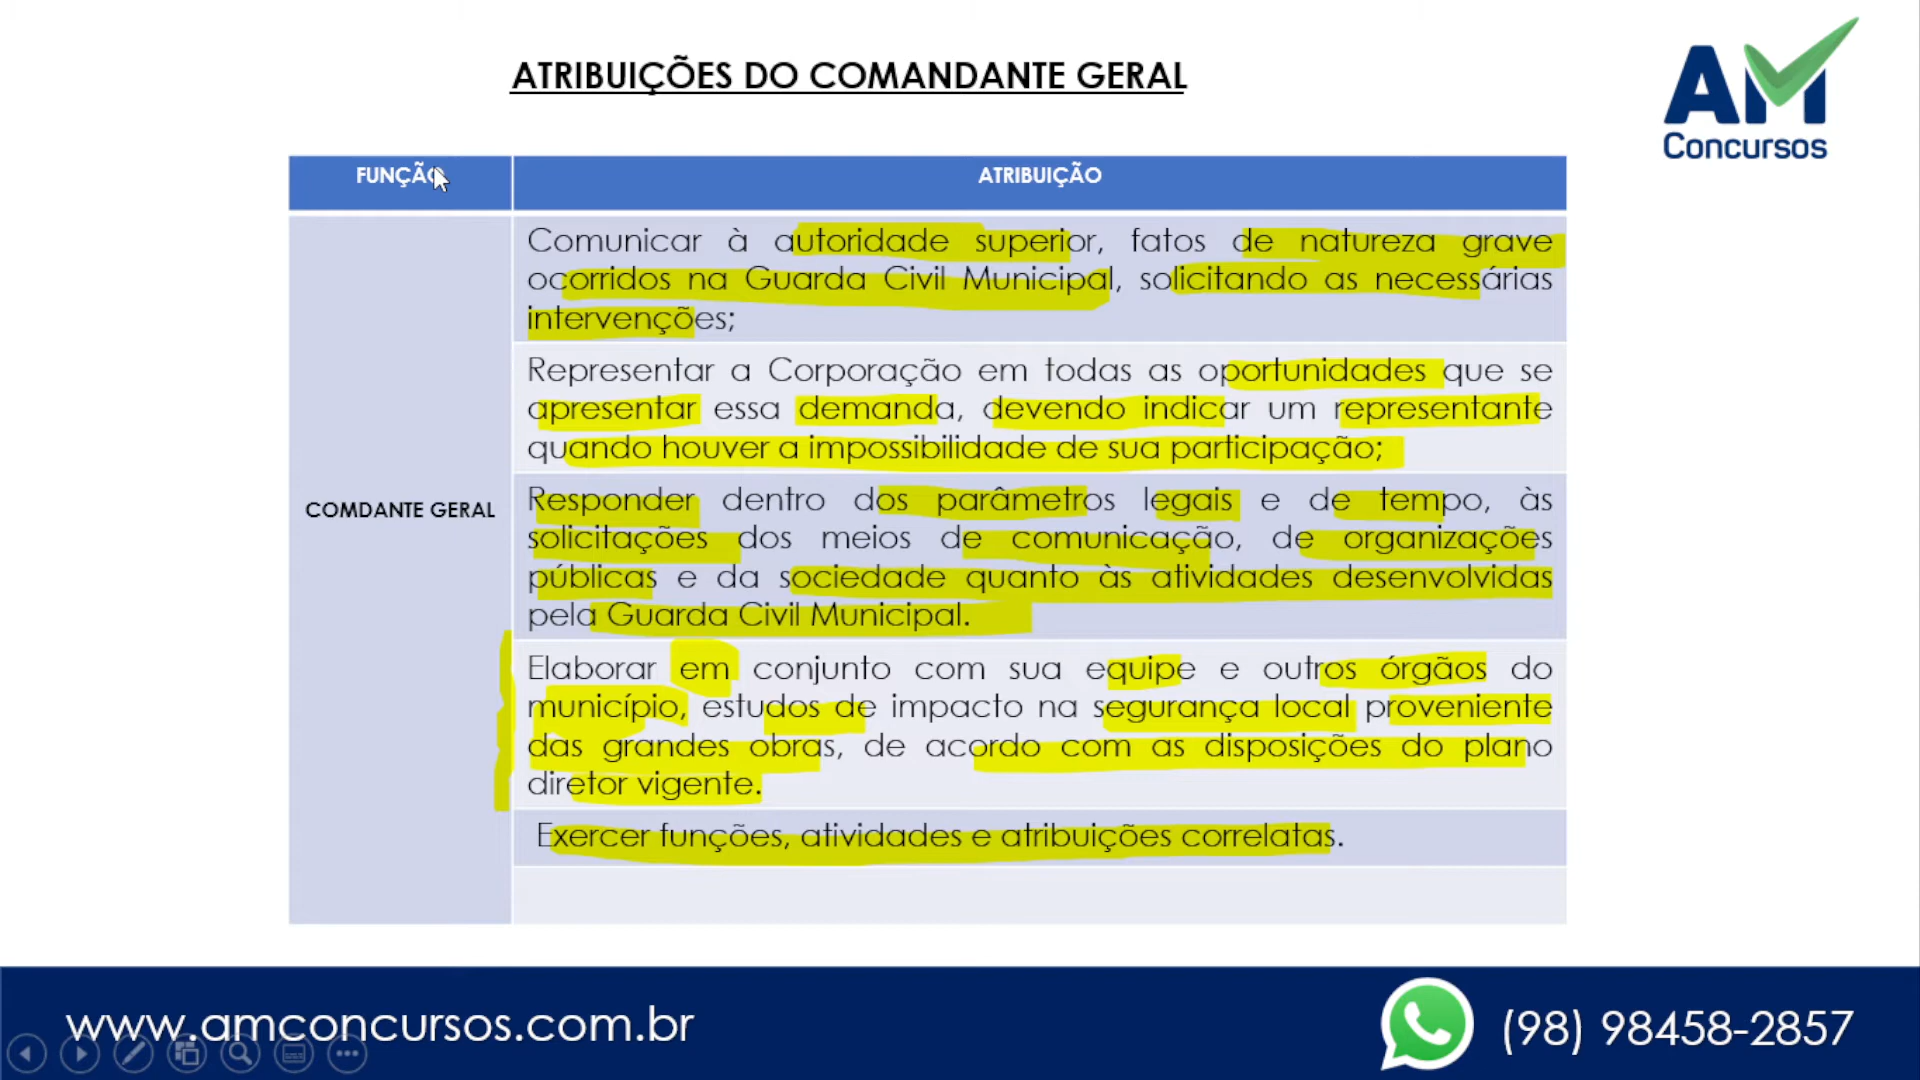 ATRIBUIÇÕES DO COMANDANTE GERAL
AM
Concursos
FUNÇÃO
ATRIBUIÇÃO
COMDANTE GERAL
Comunicar à autoridade superior, fatos de natureza grave
ocorridos na Guarda Civil Municipal, solicitando as necessárias
intervenções;
Representar a Corporação em todas as oportunidades que se
apresentar essa demanda, devendo indicar um representante
quando houver a impossibilidade de sua participação;
Responder dentro dos parâmetros legais e de tempo, às
solicitações dos meios de comunicação, de organizações
públicas e da sociedade quanto às atividades desenvolvidas
pela Guarda Civil Municipal.
Elaborar em conjunto com sua equipe e outros órgãos do
município, estudos de impacto na segurança local proveniente
das grandes obras, de acordo com as disposições do plano
diretor vigente.
Exercer funções, atividades e atribuições correlatas.
www.amconcursos.com.br
(98) 98458-2857